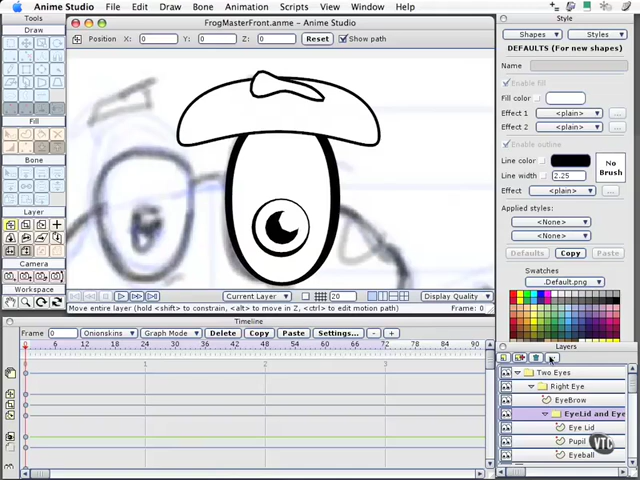 Anime Studio File Edit Draw Bone Animation Scripts Window Help
Tools
FrogMasterFront.anme - Anime Studio
Style
Draw
Position X: 0 Y: 0 Z: 0 Reset Show path
Shapes Styles
DEFAULTS (For new shapes)
Name
Enable fill
Fill color
Effect 1 <plain>
Fill
Effect 2 <plain>
Enable outline
Bone
Line color
No Brush
Line width 2.25
Effect <plain>
Layer
Applied styles:
<None>
<None>
Camera
Defaults Copy Paste
Workspace
Swatches
Current Layer 20 Display Quality
.Default.png
Move entire layer (hold <shift> to constrain, <alt> to move in Z, <ctrl> to edit motion path) Frame: 0
Timeline
Frame 0 Onionskins Graph Mode Delete Copy Paste Settings... - +
0 6 12 18 24 30 36 42 48 54 60 66 72 78 84 90
Layers
0 1 2 3
Two Eyes
Right Eye
EyeBrow
EyeLid and Eye
Eye Lid
Pupil
Eyeball
VTC